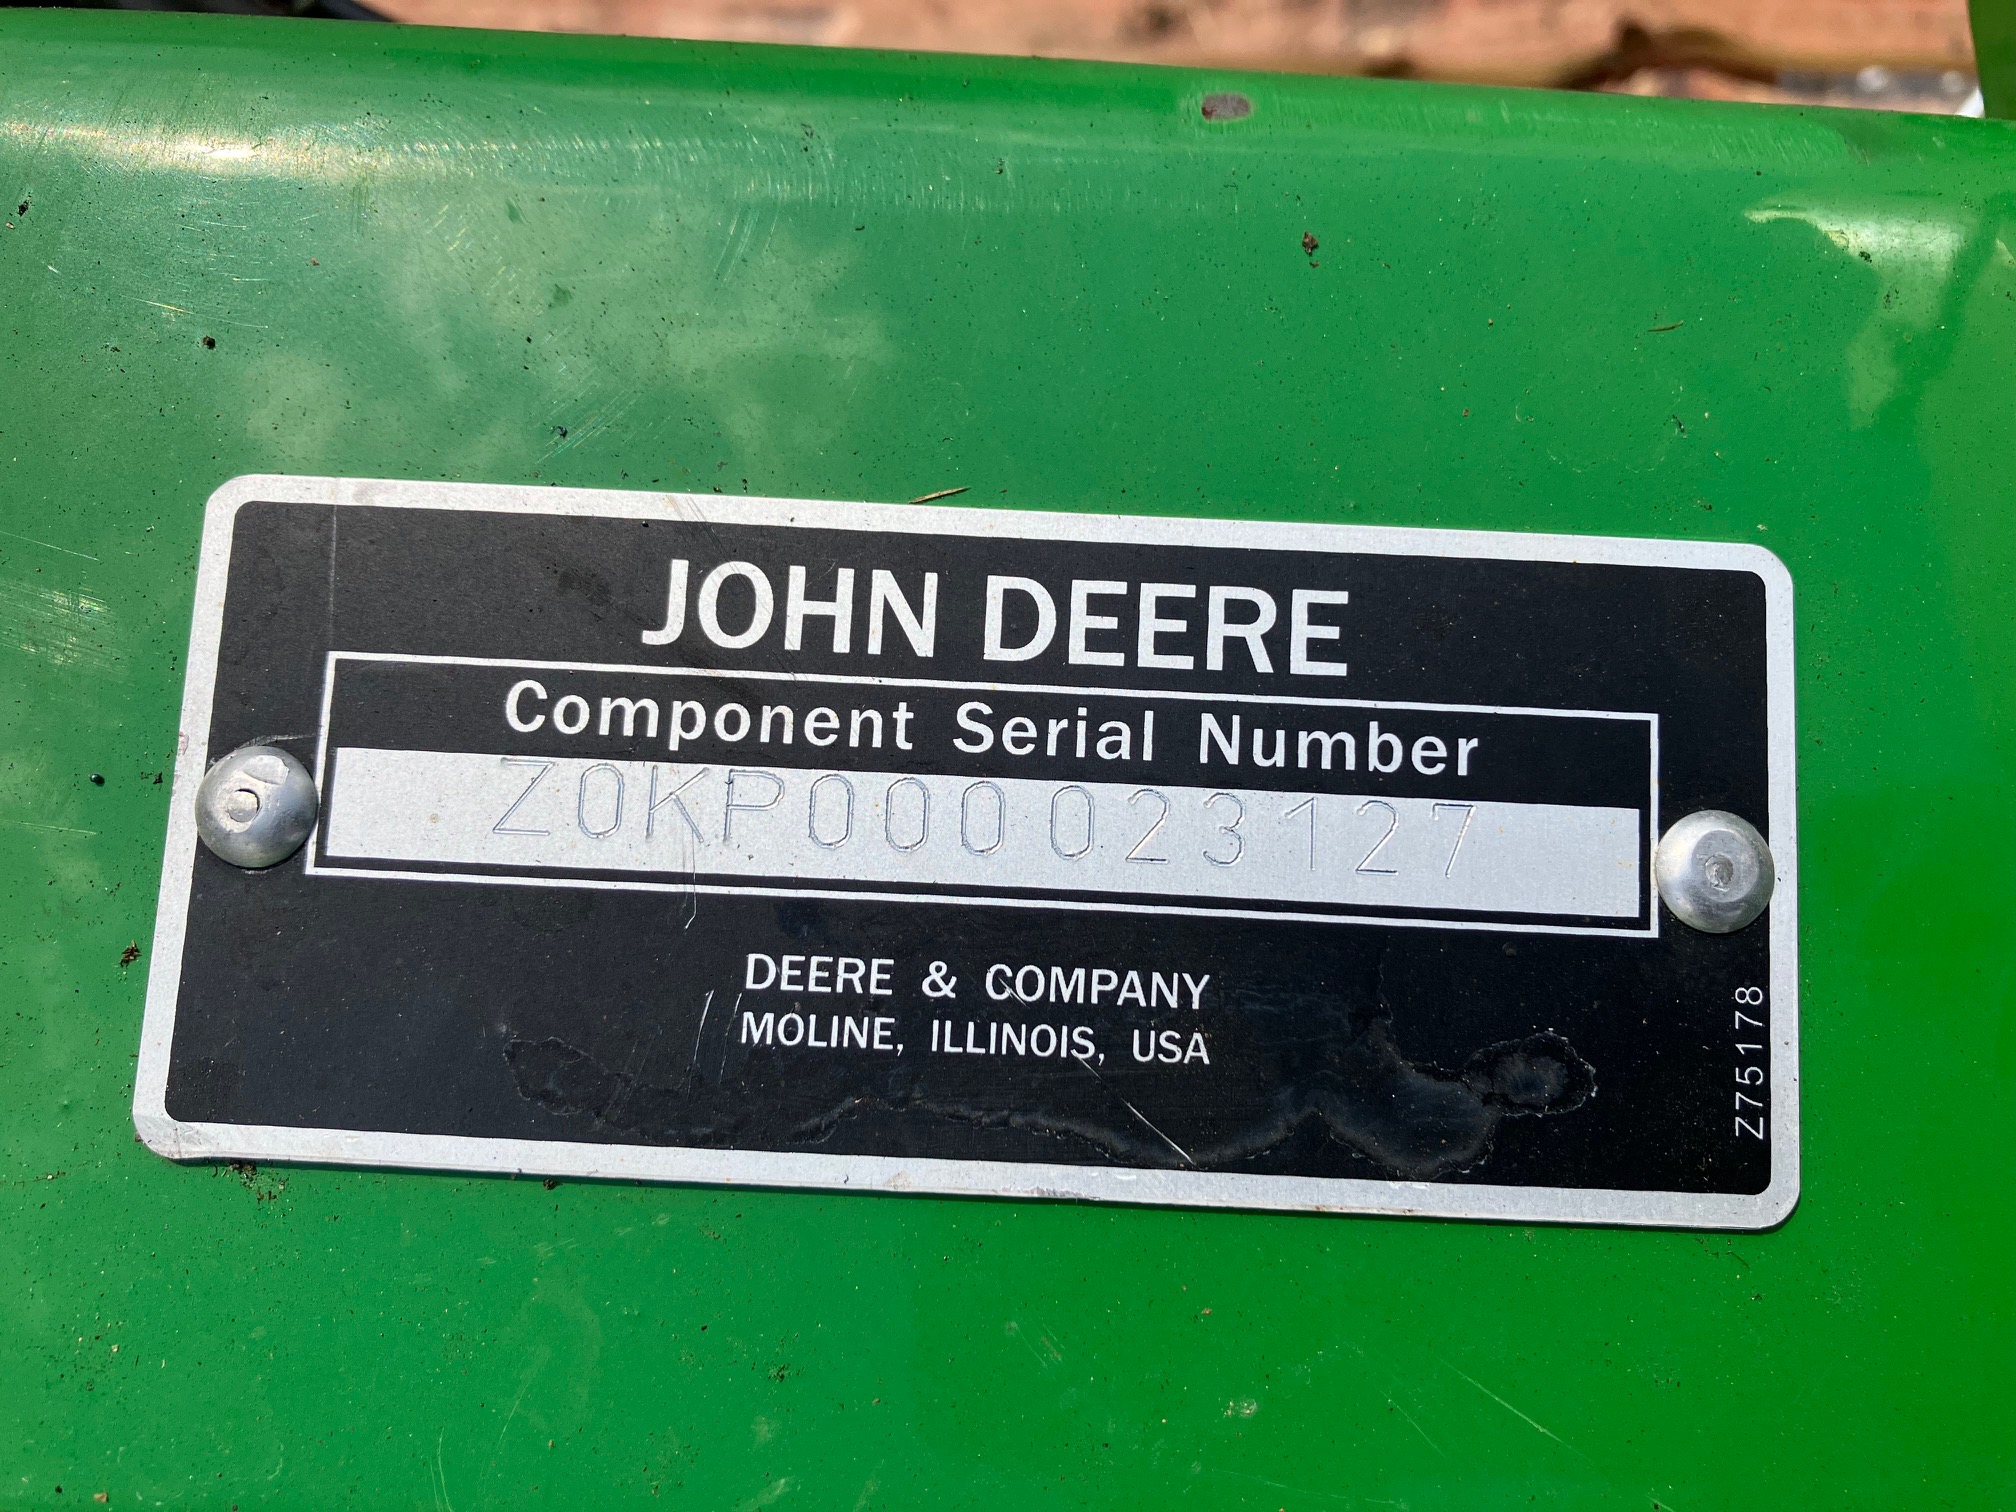 JOHN DEERE
Component Serial Number
Z0KP000023127
DEERE & COMPANY
MOLINE, ILLINOIS, USA
Z75178